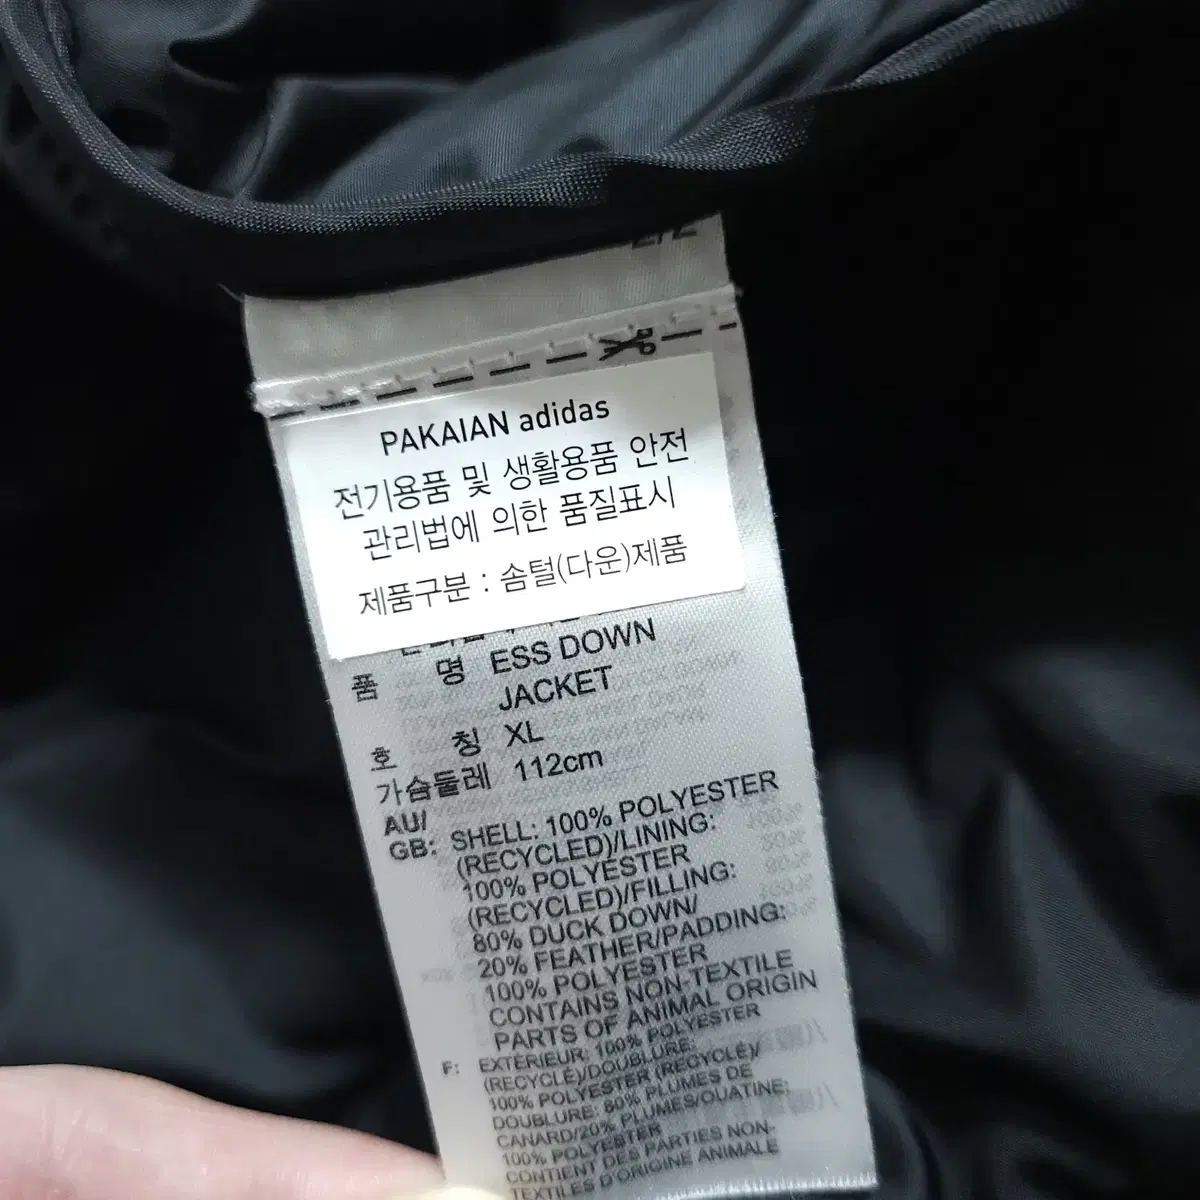 PAKAIAN adidas
전기용품 및 생활용품 안전
관리법에 의한 품질표시
제품구분 : 솜털(다운)제품
품 명 ESS DOWN
JACKET
호 칭 XL
가슴둘레 112cm
AU/
GB: SHELL: 100% POLYESTER
(RECYCLED)/LINING:
100% POLYESTER
(RECYCLED)/FILLING:
80% DUCK DOWN/
20% FEATHER/PADDING:
100% POLYESTER
CONTAINS NON-TEXTILE
PARTS OF ANIMAL ORIGIN
F: EXTÉRIEUR: 100% POLYESTER
(RECYCLÉ)/DOUBLURE:
100% POLYESTER (RECYCLÉ)/
DOUBLURE: 80% PLUMES DE
CANARD/20% PLUMES/OUATINE:
100% POLYESTER
CONTIENT DES PARTIES NON-
TEXTILES D'ORIGINE ANIMALE